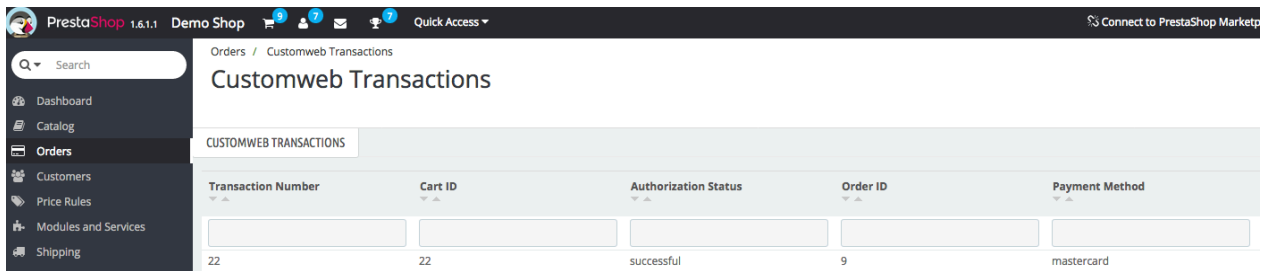 PrestaShop 1.6.1.1 Demo Shop 9 7 7 Quick Access Connect to PrestaShop Marketp
Search
Orders / Customweb Transactions
Customweb Transactions
Dashboard
Catalog
Orders
Customers
Price Rules
Modules and Services
Shipping
CUSTOMWEB TRANSACTIONS
Transaction Number Cart ID Authorization Status Order ID Payment Method
22 22 successful 9 mastercard